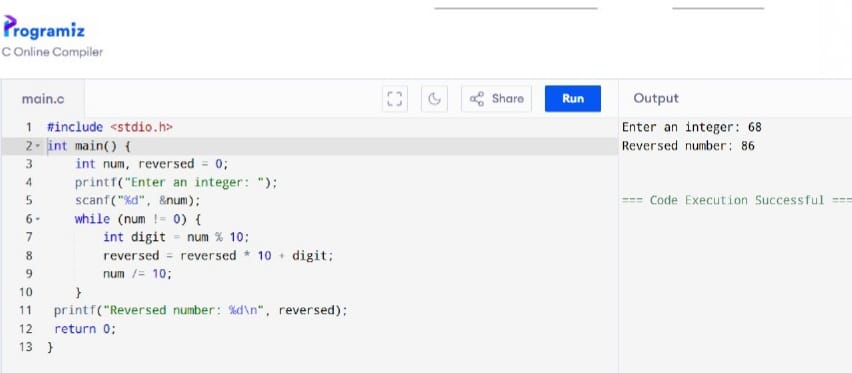 Programiz
C Online Compiler
main.c
Share
Run
Output
1 #include <stdio.h>
2 int main() {
3     int num, reversed = 0;
4     printf("Enter an integer: ");
5     scanf("%d", &num);
6     while (num != 0) {
7         int digit = num % 10;
8         reversed = reversed * 10 + digit;
9         num /= 10;
10     }
11  printf("Reversed number: %d\n", reversed);
12  return 0;
13 }
Enter an integer: 68
Reversed number: 86
=== Code Execution Successful ===